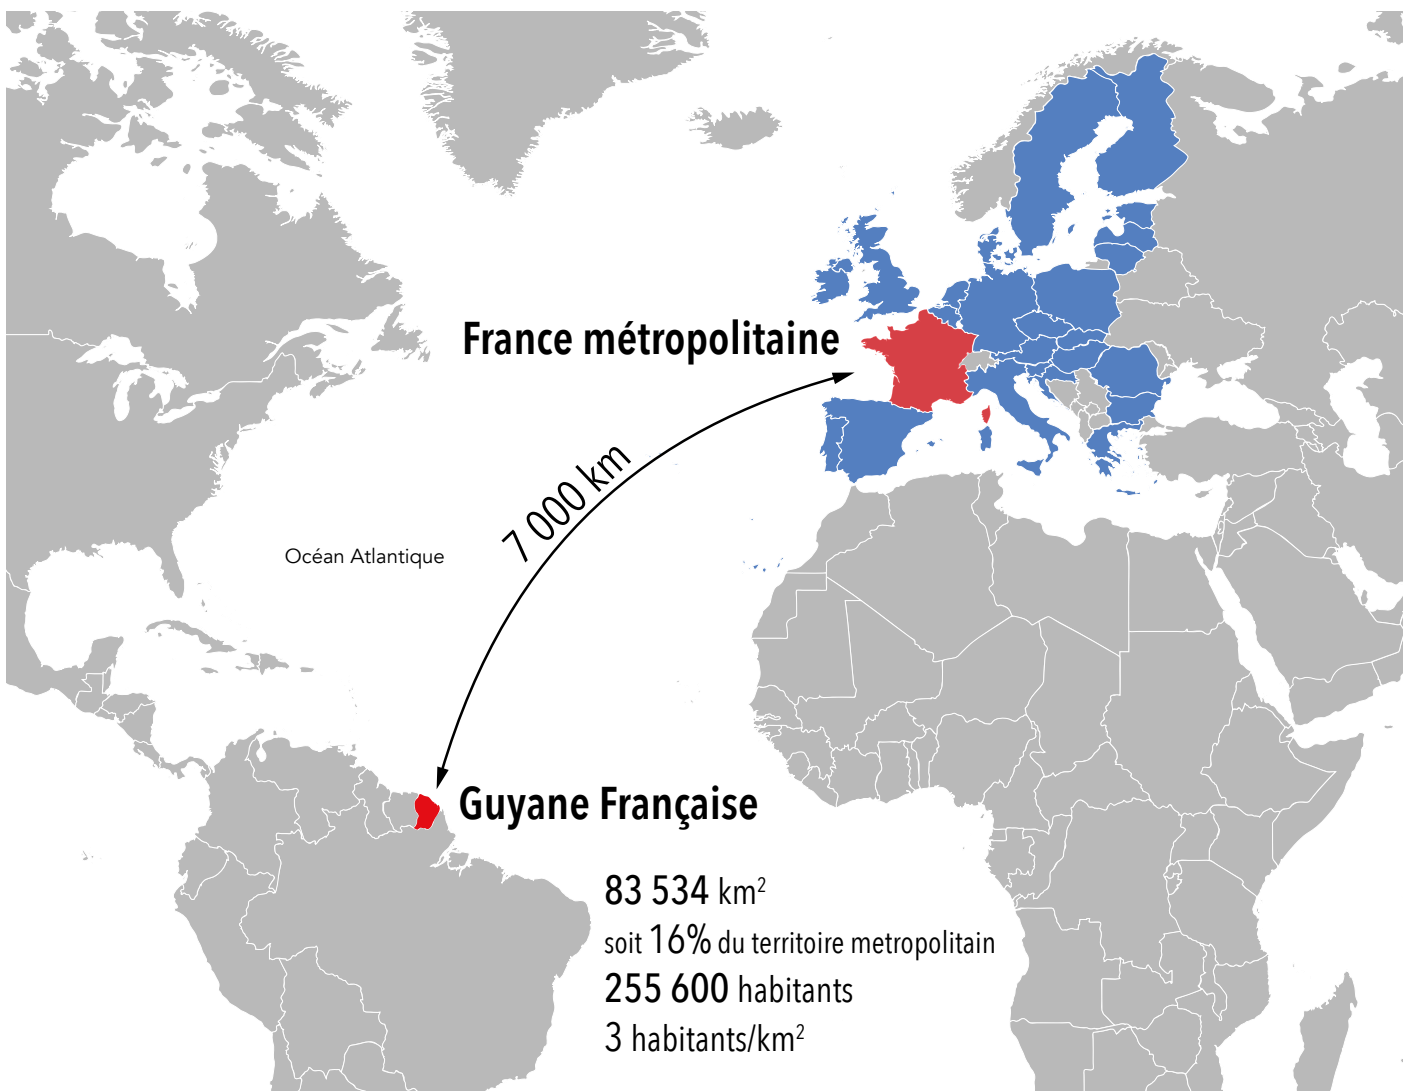 France métropolitaine
7 000 km
Océan Atlantique
Guyane Française
83 534 km²
soit 16% du territoire metropolitain
255 600 habitants
3 habitants/km²